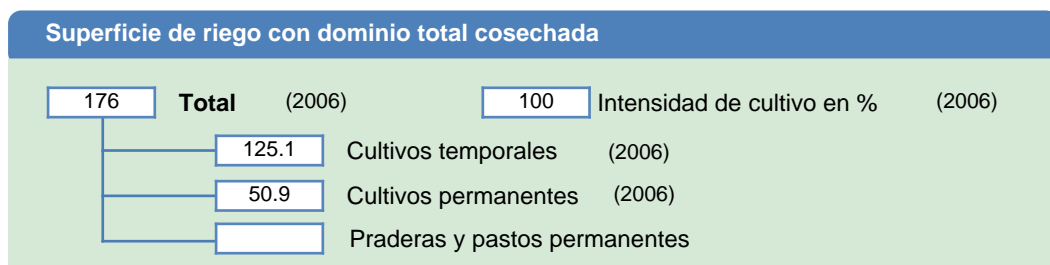 Superficie de riego con dominio total cosechada
176 Total (2006) 100 Intensidad de cultivo en % (2006)
125.1 Cultivos temporales (2006)
50.9 Cultivos permanentes (2006)
Praderas y pastos permanentes